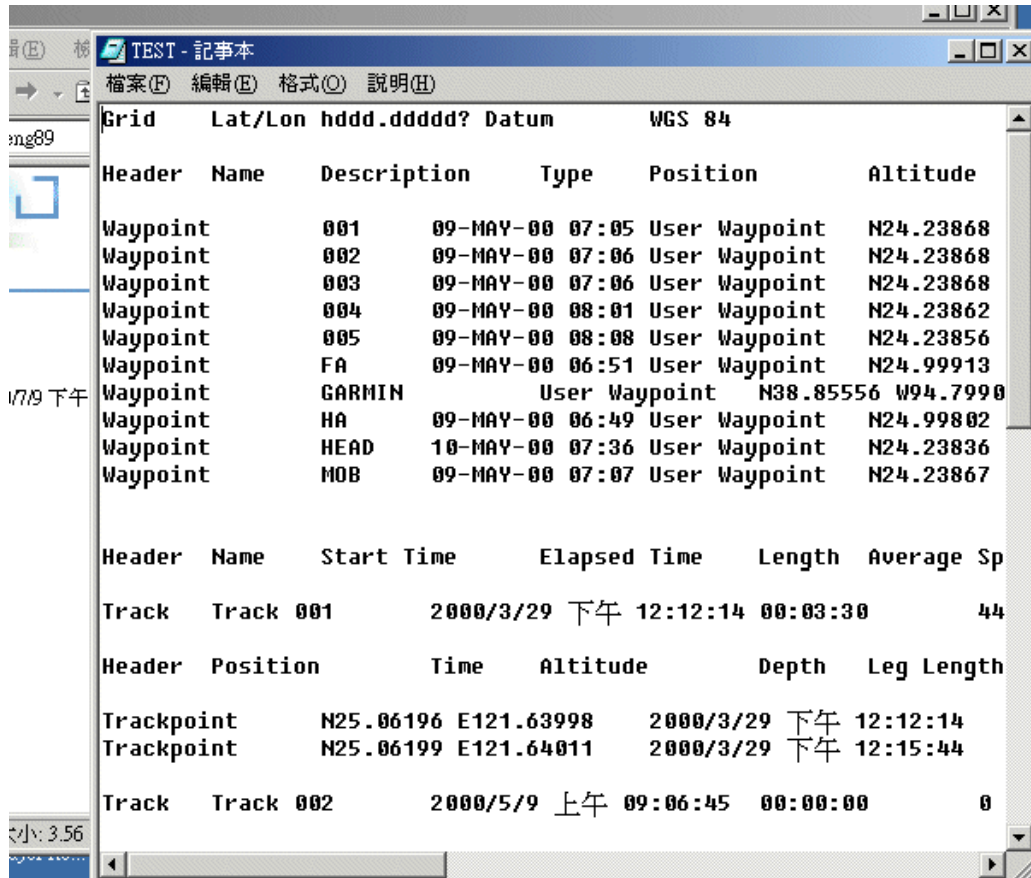 TEST - 記事本
檔案(F) 編輯(E) 格式(O) 說明(H)
Grid Lat/Lon hddd.ddddd? Datum WGS 84
Header Name Description Type Position Altitude
Waypoint 001 09-MAY-00 07:05 User Waypoint N24.23868
Waypoint 002 09-MAY-00 07:06 User Waypoint N24.23868
Waypoint 003 09-MAY-00 07:06 User Waypoint N24.23868
Waypoint 004 09-MAY-00 08:01 User Waypoint N24.23862
Waypoint 005 09-MAY-00 08:08 User Waypoint N24.23856
Waypoint FA 09-MAY-00 06:51 User Waypoint N24.99913
Waypoint GARMIN User Waypoint N38.85556 W94.7990
Waypoint HA 09-MAY-00 06:49 User Waypoint N24.99802
Waypoint HEAD 10-MAY-00 07:36 User Waypoint N24.23836
Waypoint MOB 09-MAY-00 07:07 User Waypoint N24.23867
Header Name Start Time Elapsed Time Length Average Sp
Track Track 001 2000/3/29 下午 12:12:14 00:03:30 44
Header Position Time Altitude Depth Leg Length
Trackpoint N25.06196 E121.63998 2000/3/29 下午 12:12:14
Trackpoint N25.06199 E121.64011 2000/3/29 下午 12:15:44
Track Track 002 2000/5/9 上午 09:06:45 00:00:00 0
(E)
eng89
/7/9 下午
小: 3.56